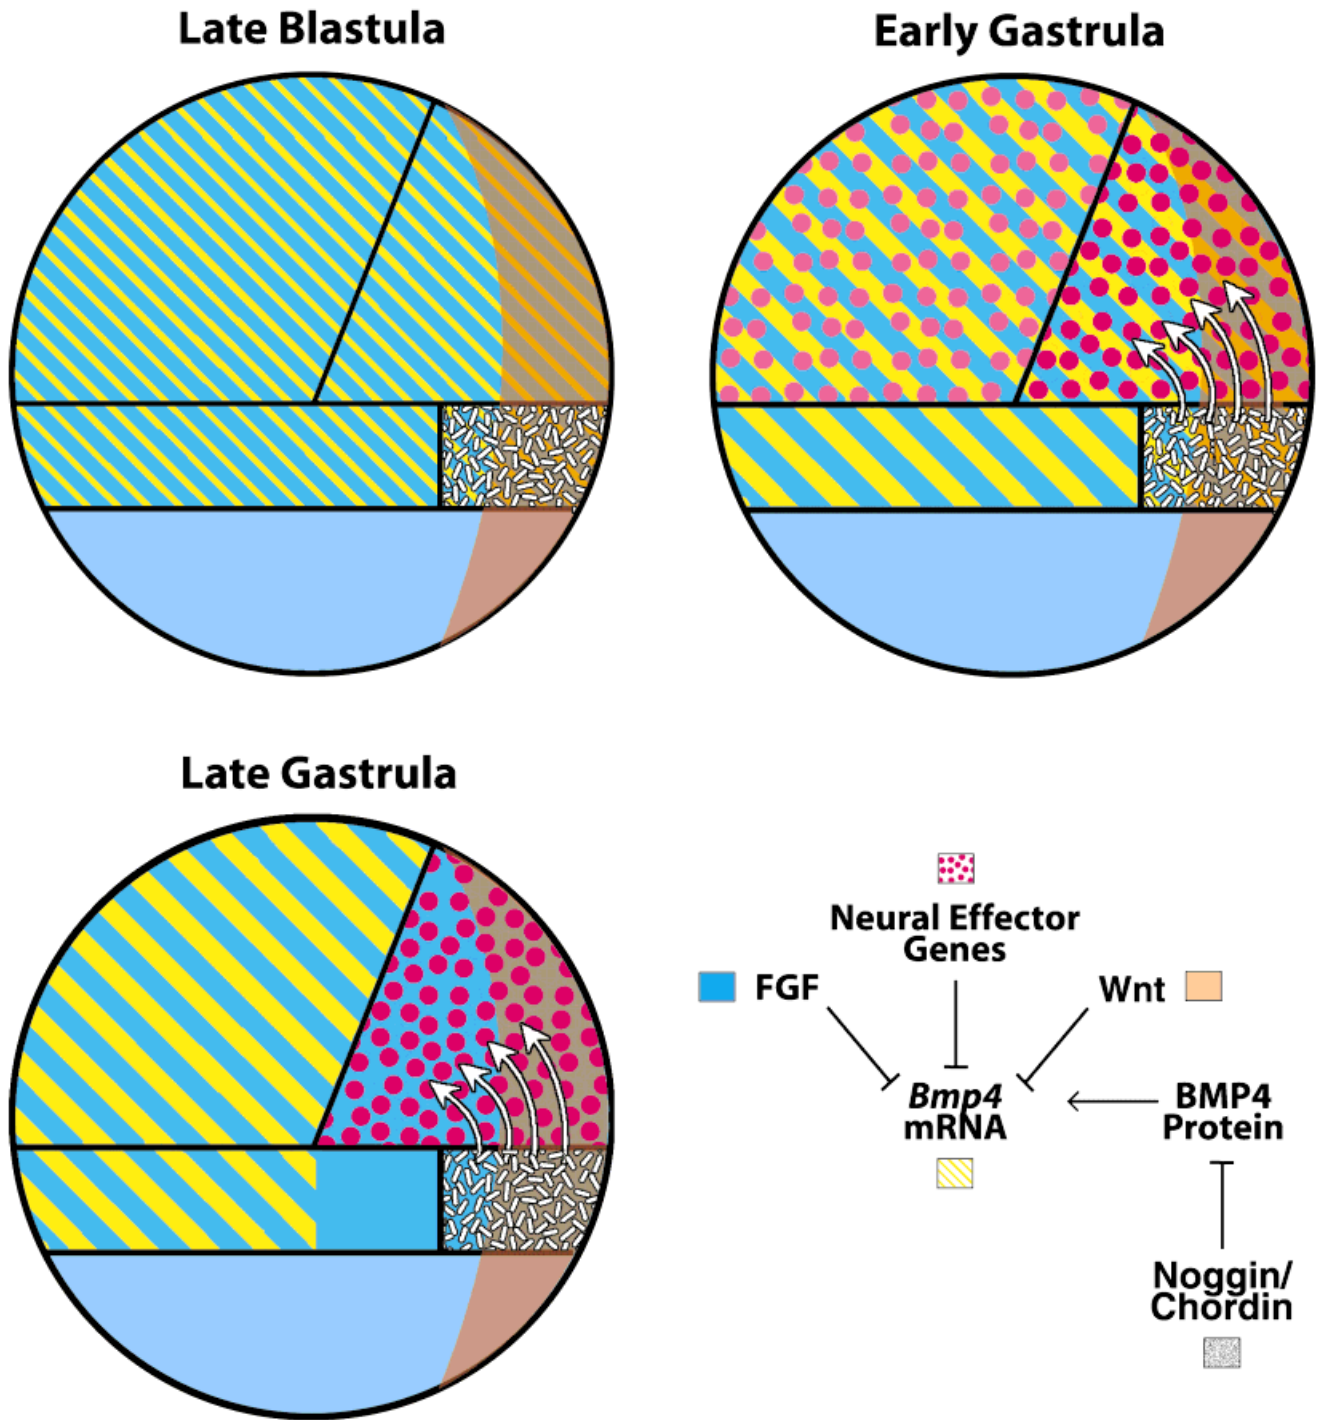 Late Blastula
Early Gastrula
Late Gastrula
Neural Effector
Genes
FGF
Wnt
Bmp4
mRNA
BMP4
Protein
Noggin/
Chordin